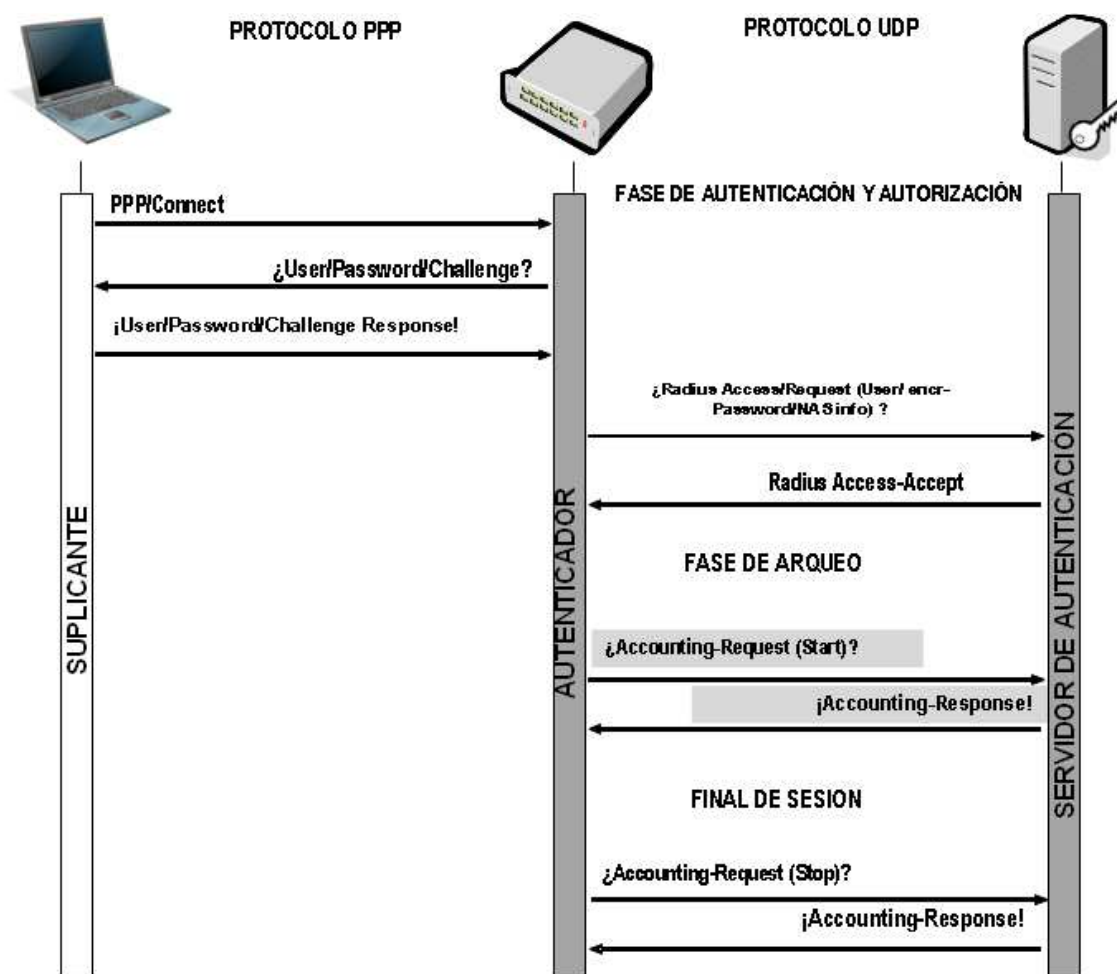 PROTOCOLO PPP
PROTOCOLO UDP
FASE DE AUTENTICACIÓN Y AUTORIZACIÓN
PPP/Connect
¿User/Password/Challenge?
¡User/Password/Challenge Response!
¿Radius Access/Request (User/ encr-
Password/NAS info) ?
Radius Access-Accept
FASE DE ARQUEO
¿Accounting-Request (Start)?
¡Accounting-Response!
FINAL DE SESION
¿Accounting-Request (Stop)?
¡Accounting-Response!
SUPLICANTE
AUTENTICADOR
SERVIDOR DE AUTENTICACIÓN